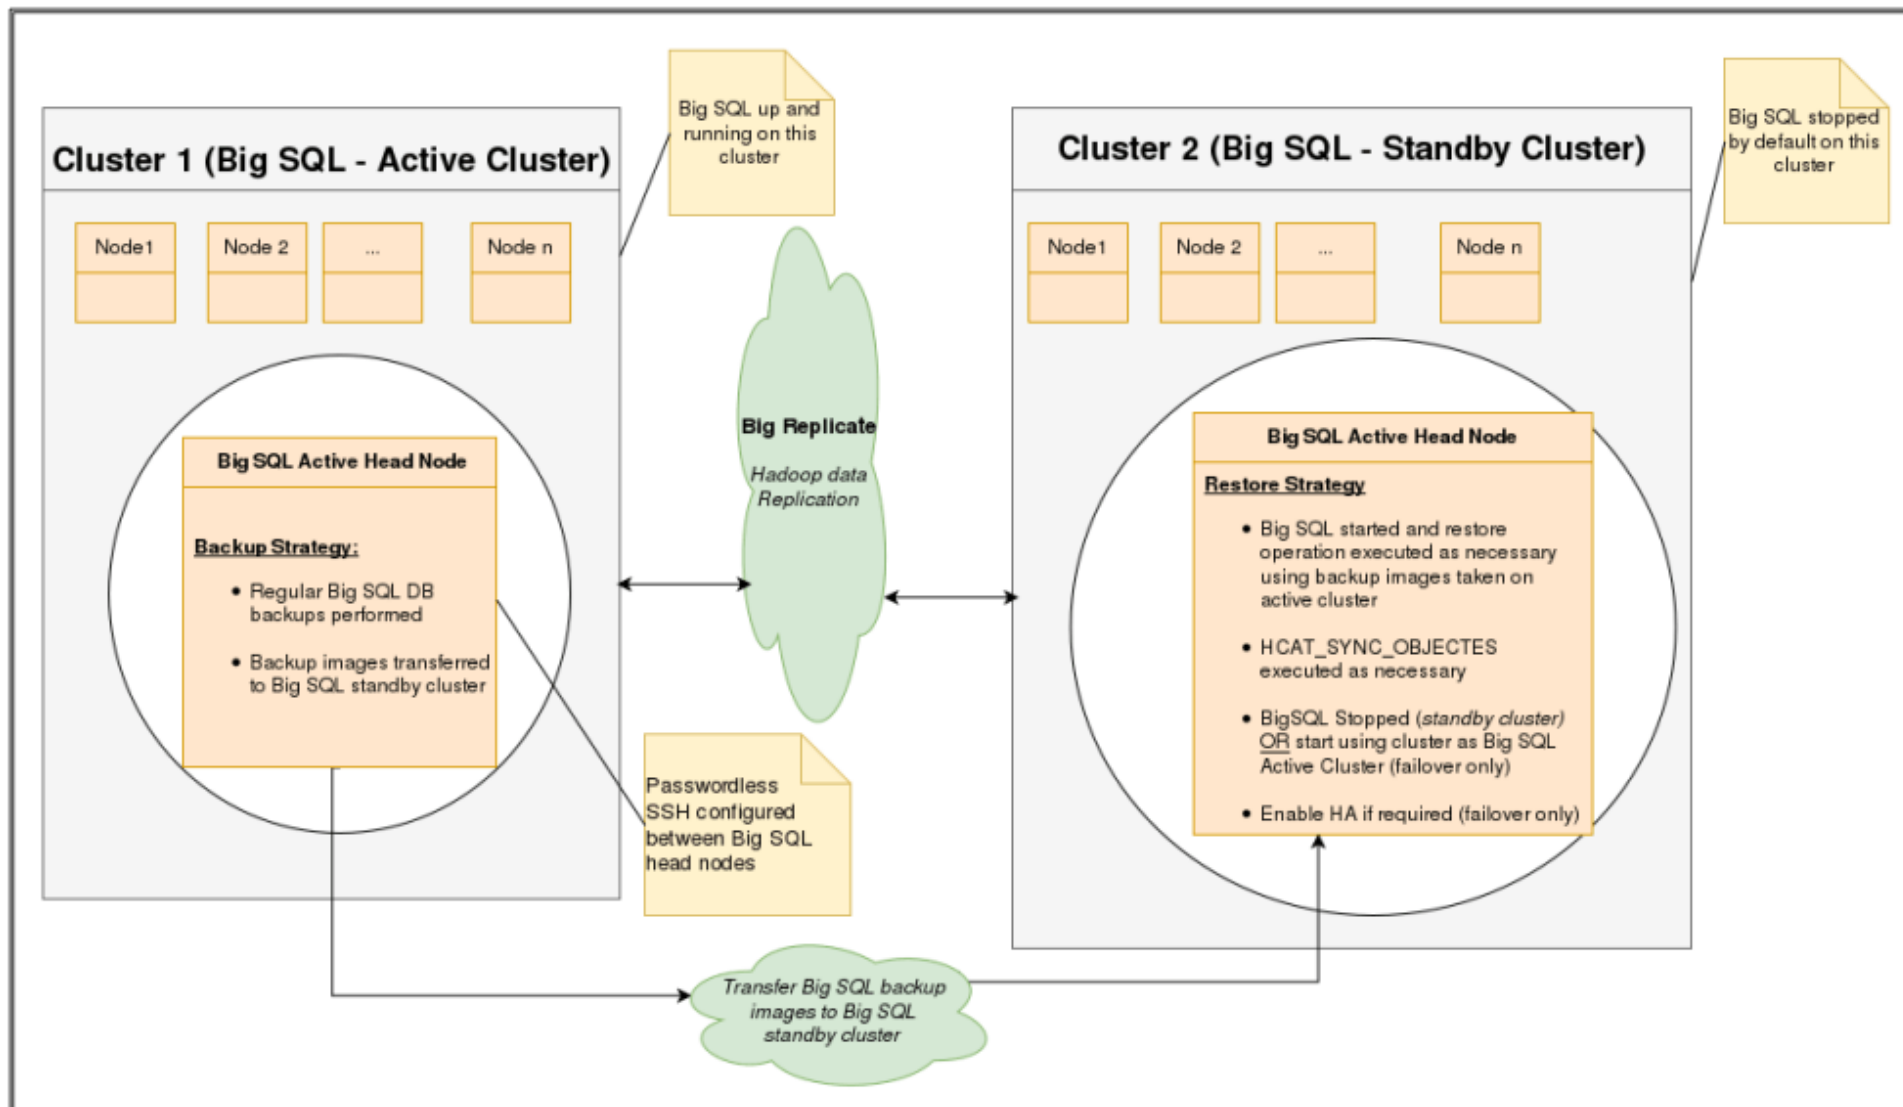 Big SQL up and
running on this
cluster
Big SQL stopped
by default on this
cluster
Cluster 1 (Big SQL - Active Cluster)
Cluster 2 (Big SQL - Standby Cluster)
Node1
Node 2
...
Node n
Node1
Node 2
...
Node n
Big SQL Active Head Node
Backup Strategy:
• Regular Big SQL DB
backups performed
• Backup images transferred
to Big SQL standby cluster
Big Replicate
Hadoop data
Replication
Big SQL Active Head Node
Restore Strategy
• Big SQL started and restore
operation executed as necessary
using backup images taken on
active cluster
• HCAT_SYNC_OBJECTES
executed as necessary
• BigSQL Stopped (standby cluster)
OR start using cluster as Big SQL
Active Cluster (failover only)
• Enable HA if required (failover only)
Passwordless
SSH configured
between Big SQL
head nodes
Transfer Big SQL backup
images to Big SQL
standby cluster